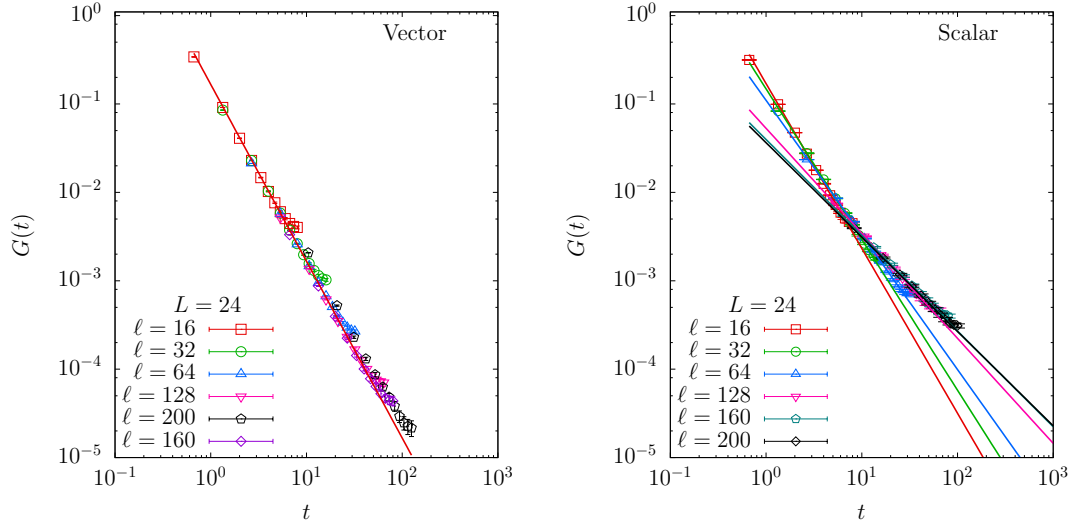 Vector
G(t)
10^0
10^{-1}
10^{-2}
10^{-3}
10^{-4}
10^{-5}
L = 24
ℓ = 16
ℓ = 32
ℓ = 64
ℓ = 128
ℓ = 200
ℓ = 160
10^{-1} 10^0 10^1 10^2 10^3
t
Scalar
G(t)
10^0
10^{-1}
10^{-2}
10^{-3}
10^{-4}
10^{-5}
L = 24
ℓ = 16
ℓ = 32
ℓ = 64
ℓ = 128
ℓ = 160
ℓ = 200
10^{-1} 10^0 10^1 10^2 10^3
t